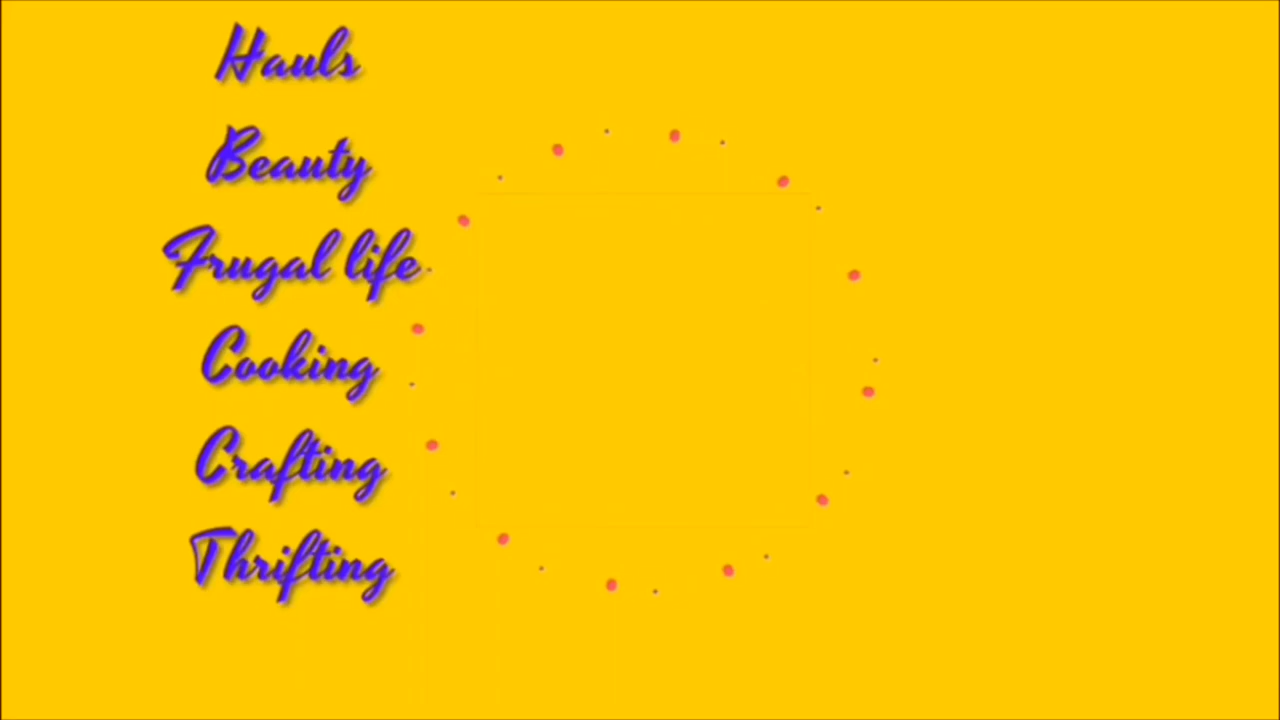 Hauls
Beauty
Frugal life
Cooking
Crafting
Thrifting